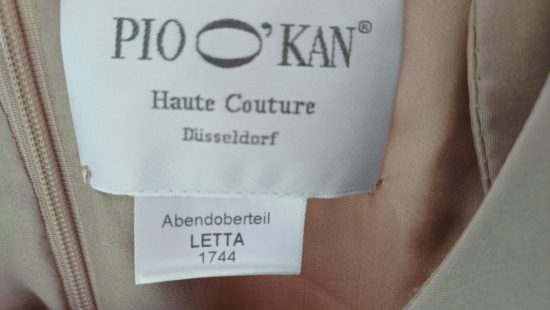 PIO O'KAN®
Haute Couture
Düsseldorf
Abendoberteil
LETTA
1744